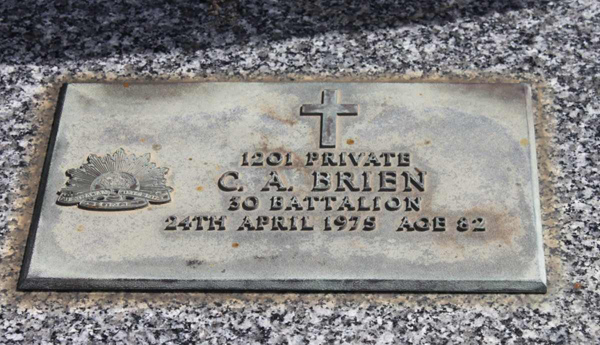 1201 PRIVATE
C. A. BRIEN
30 BATTALION
24TH APRIL 1975 AGE 82